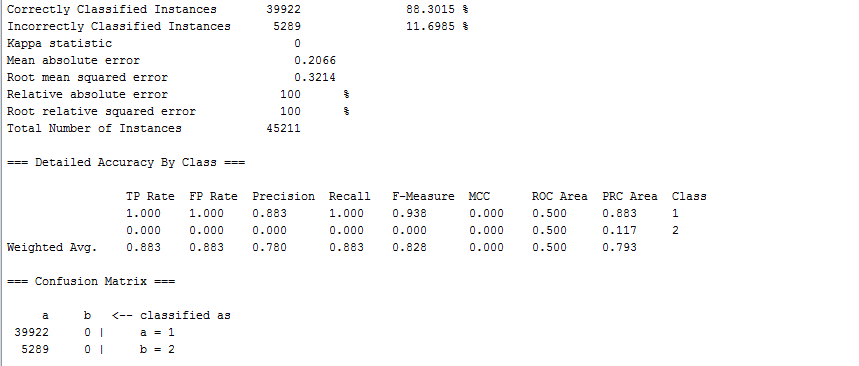 Correctly Classified Instances       39922               88.3015 %
Incorrectly Classified Instances      5289               11.6985 %
Kappa statistic                          0
Mean absolute error                      0.2066
Root mean squared error                  0.3214
Relative absolute error                100      %
Root relative squared error            100      %
Total Number of Instances            45211
=== Detailed Accuracy By Class ===
TP Rate  FP Rate  Precision  Recall   F-Measure  MCC      ROC Area  PRC Area  Class
1.000    1.000    0.883      1.000    0.938      0.000    0.500     0.883     1
0.000    0.000    0.000      0.000    0.000      0.000    0.500     0.117     2
Weighted Avg.    0.883    0.883    0.780      0.883    0.828      0.000    0.500     0.793
=== Confusion Matrix ===
a     b   <-- classified as
39922     0 |     a = 1
5289     0 |     b = 2